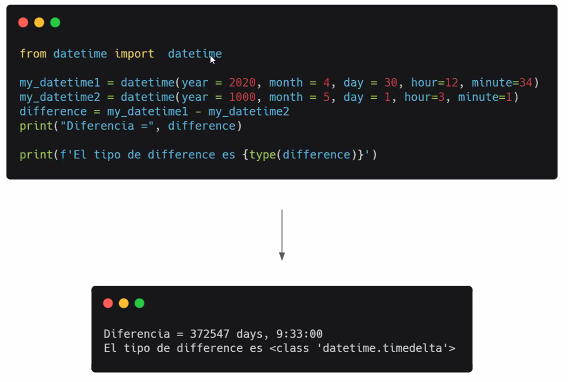 from datetime import  datetime
my_datetime1 = datetime(year = 2020, month = 4, day = 30, hour=12, minute=34)
my_datetime2 = datetime(year = 1000, month = 5, day = 1, hour=3, minute=1)
difference = my_datetime1 - my_datetime2
print("Diferencia =", difference)
print(f'El tipo de difference es {type(difference)}')
Diferencia = 372547 days, 9:33:00
El tipo de difference es <class 'datetime.timedelta'>